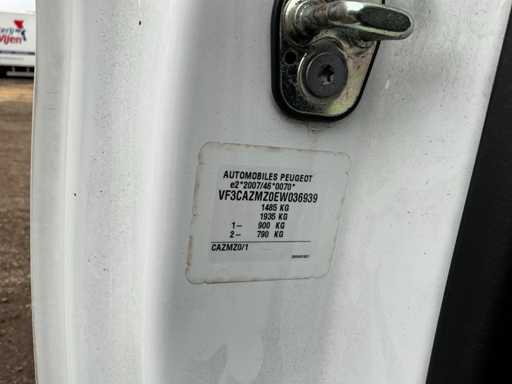 Wijen
AUTOMOBILES PEUGEOT
e2*2007/46*0070*
VF3CAZMZ0EW036939
1485 KG
1935 KG
1– 900 KG
2– 790 KG
CAZMZ0/1